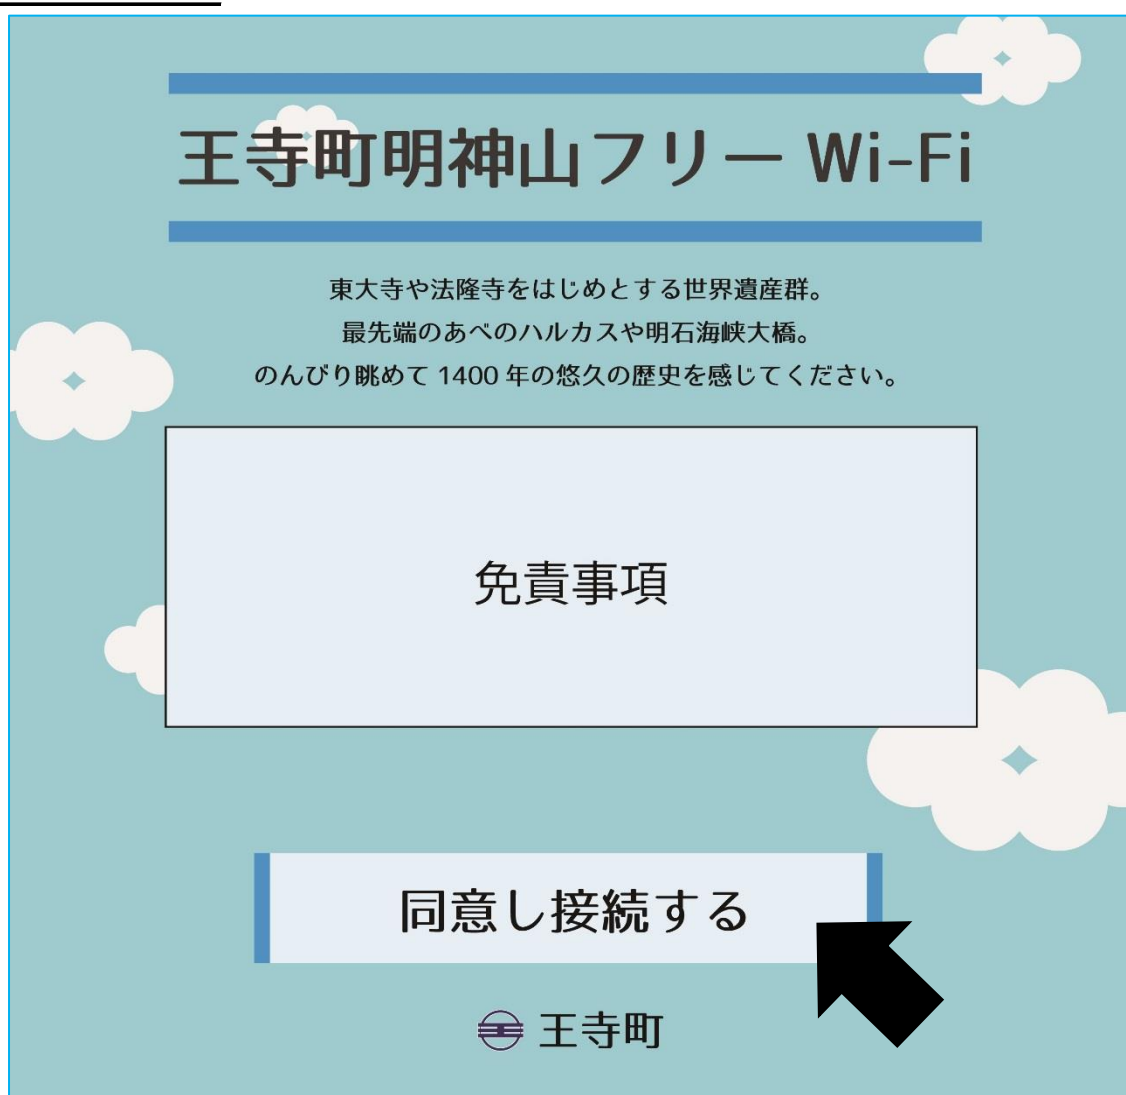 王寺町明神山フリー Wi-Fi
東大寺や法隆寺をはじめとする世界遺産群。
最先端のあべのハルカスや明石海峡大橋。
のんびり眺めて 1400 年の悠久の歴史を感じてください。
免責事項
同意し接続する
王寺町